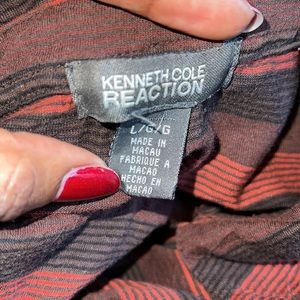 KENNETH COLE
REACTION
L/G/G
MADE IN
MACAU
FABRIQUE A
MACAO
HECHO EN
MACAO